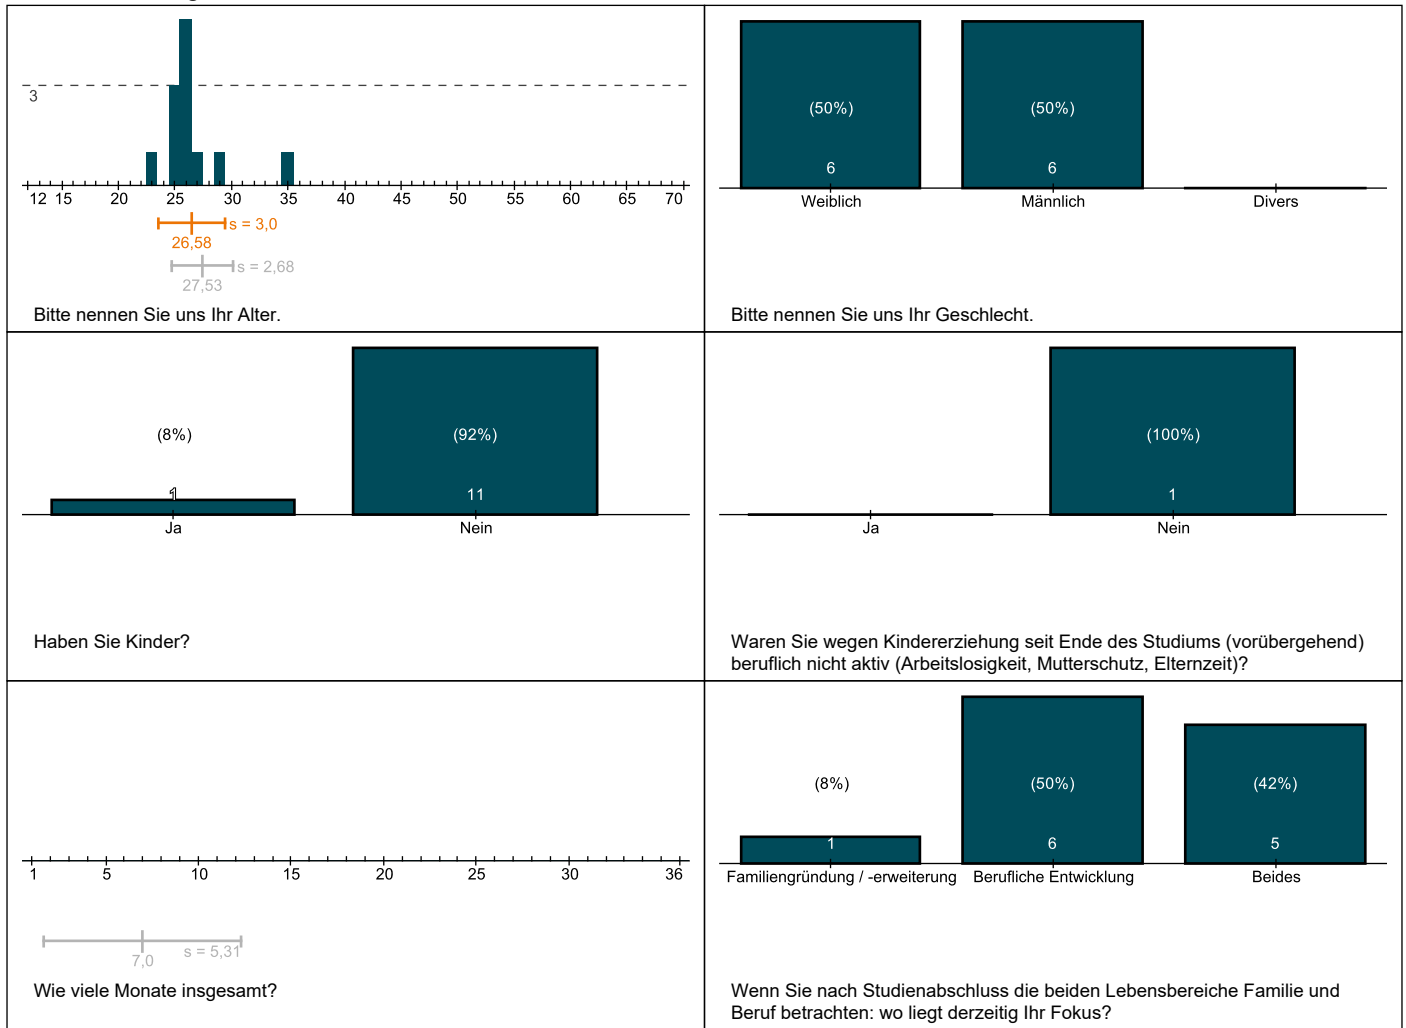 3
12 15 20 25 30 35 40 45 50 55 60 65 70
s = 3,0
26,58
s = 2,68
27,53
Bitte nennen Sie uns Ihr Alter.
(50%) (50%)
6 6
Weiblich Männlich Divers
Bitte nennen Sie uns Ihr Geschlecht.
(8%) (92%)
1 11
Ja Nein
Haben Sie Kinder?
(100%)
1
Ja Nein
Waren Sie wegen Kindererziehung seit Ende des Studiums (vorübergehend)
beruflich nicht aktiv (Arbeitslosigkeit, Mutterschutz, Elternzeit)?
1 5 10 15 20 25 30 36
s = 5,31
7,0
Wie viele Monate insgesamt?
(8%) (50%) (42%)
1 6 5
Familiengründung / -erweiterung Berufliche Entwicklung Beides
Wenn Sie nach Studienabschluss die beiden Lebensbereiche Familie und
Beruf betrachten: wo liegt derzeitig Ihr Fokus?